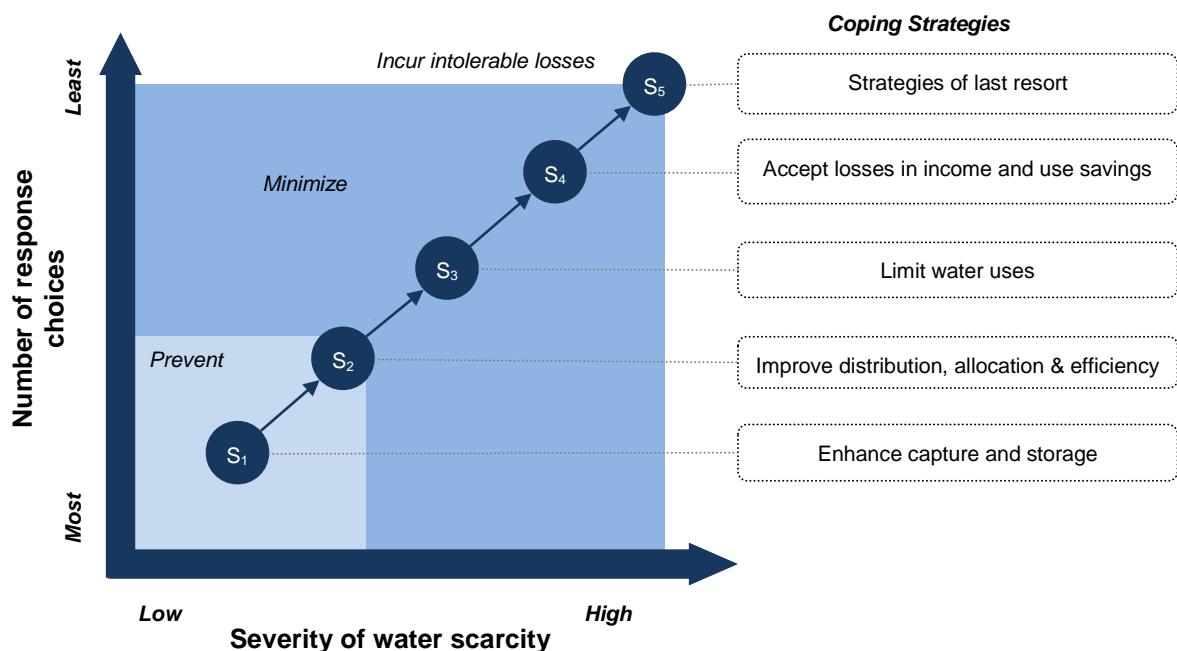 Coping Strategies
Incur intolerable losses
Least
S5
Strategies of last resort
S4
Accept losses in income and use savings
Minimize
Number of response
choices
S3
Limit water uses
Prevent
S2
Improve distribution, allocation & efficiency
S1
Enhance capture and storage
Most
Low
High
Severity of water scarcity